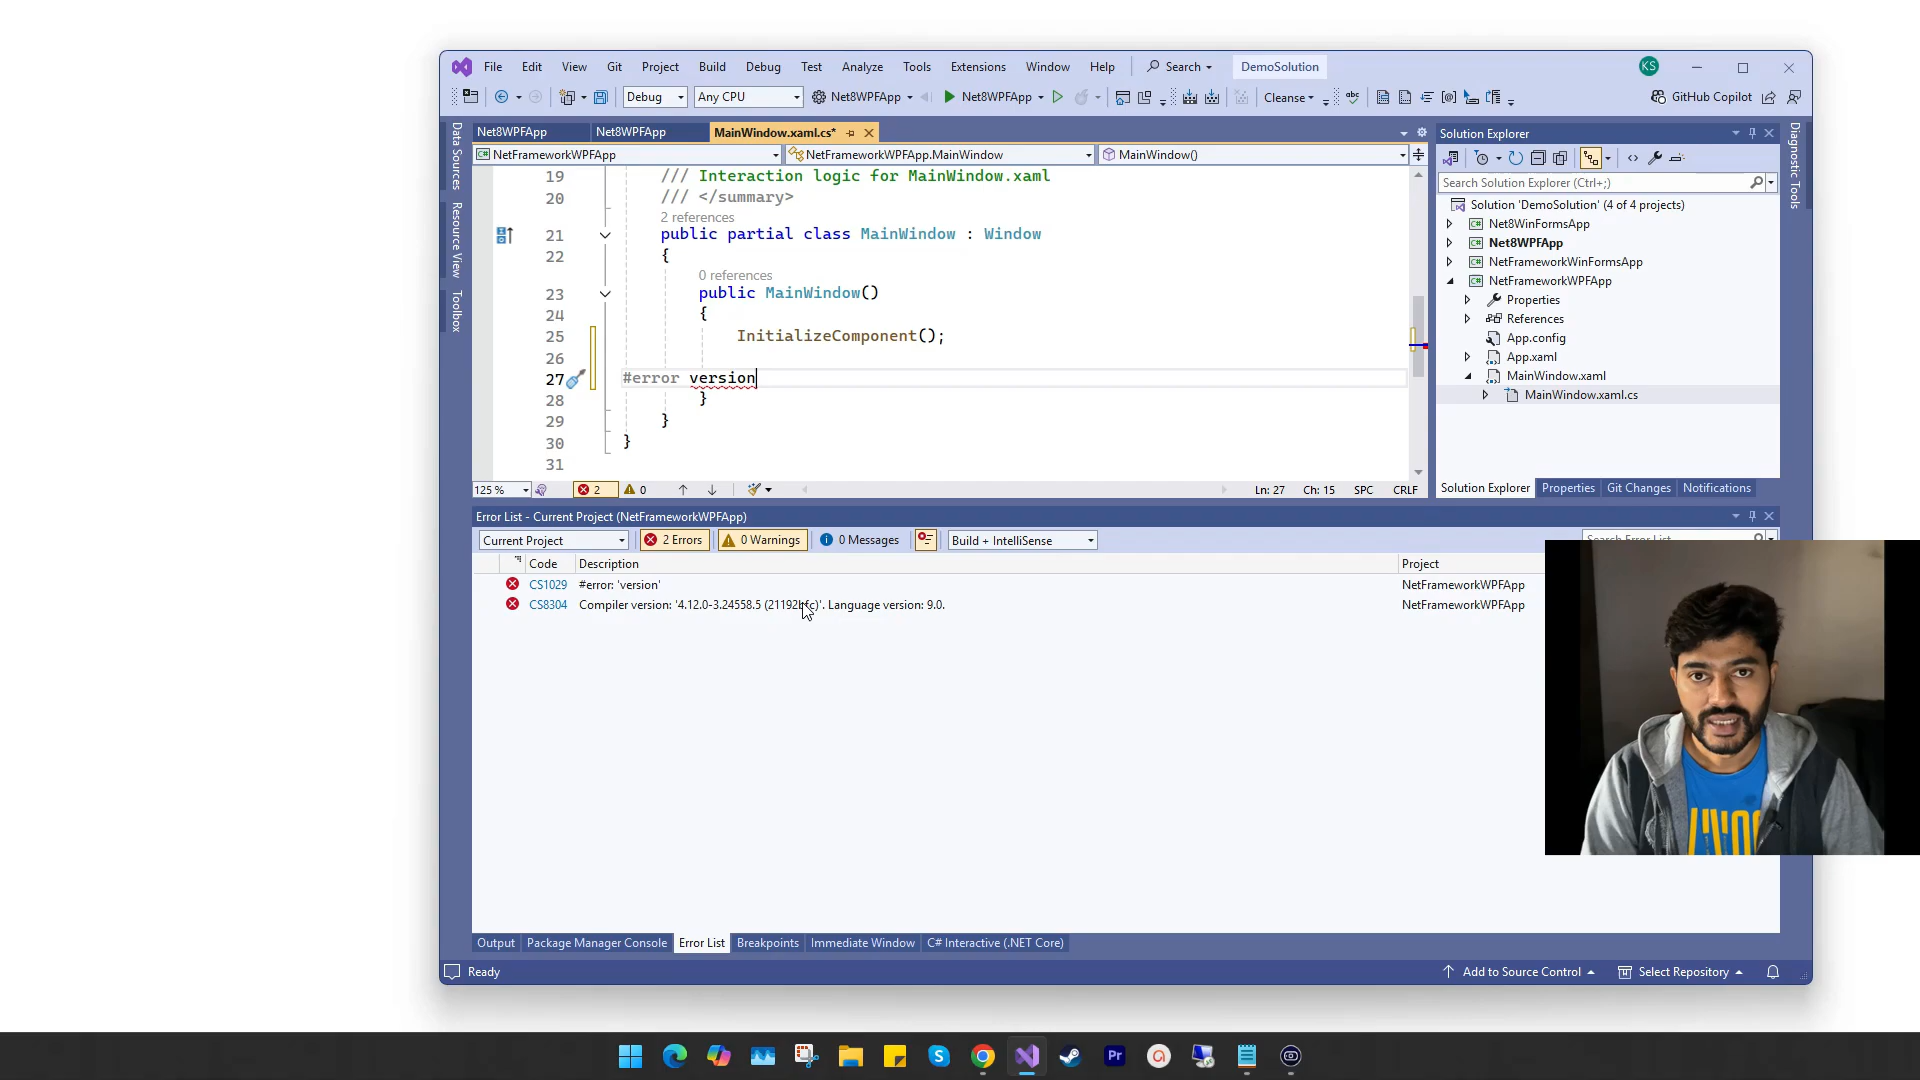 File Edit View Git Project Build Debug Test Analyze Tools Extensions Window Help Search DemoSolution KS
Debug Any CPU Net8WPFApp Net8WPFApp Cleanse GitHub Copilot
Net8WPFApp Net8WPFApp MainWindow.xaml.cs*
NetFrameworkWPFApp NetFrameworkWPFApp.MainWindow MainWindow()
Data Sources
Resource View
Toolbox
19 /// Interaction logic for MainWindow.xaml
20 /// </summary>
2 references
21 public partial class MainWindow : Window
22 {
0 references
23 public MainWindow()
24 {
25 InitializeComponent();
26
27 #error version
28 }
29 }
30 }
31
125 % 2 0 Ln: 27 Ch: 15 SPC CRLF
Solution Explorer
Search Solution Explorer (Ctrl+;)
Solution 'DemoSolution' (4 of 4 projects)
Net8WinFormsApp
Net8WPFApp
NetFrameworkWinFormsApp
NetFrameworkWPFApp
Properties
References
App.config
App.xaml
MainWindow.xaml
MainWindow.xaml.cs
Solution Explorer Properties Git Changes Notifications
Diagnostic Tools
Error List - Current Project (NetFrameworkWPFApp)
Current Project 2 Errors 0 Warnings 0 Messages Build + IntelliSense Search Error List
Code Description Project
CS1029 #error: 'version' NetFrameworkWPFApp
CS8304 Compiler version: '4.12.0-3.24558.5 Language version: 9.0. NetFrameworkWPFApp
Output Package Manager Console Error List Breakpoints Immediate Window C# Interactive (.NET Core)
Ready Add to Source Control Select Repository
Pr